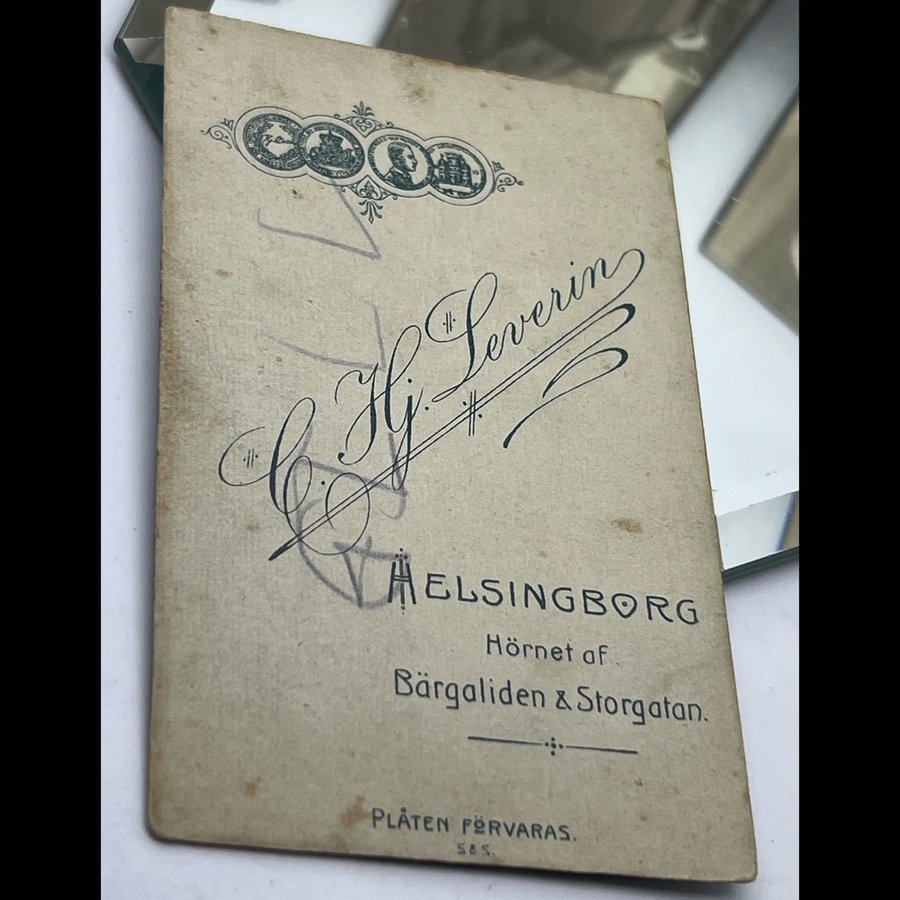 C. Hj. Leverin
HELSINGBORG
Hörnet af.
Bärgaliden & Storgatan.
PLÅTEN FÖRVARAS.
S & S.